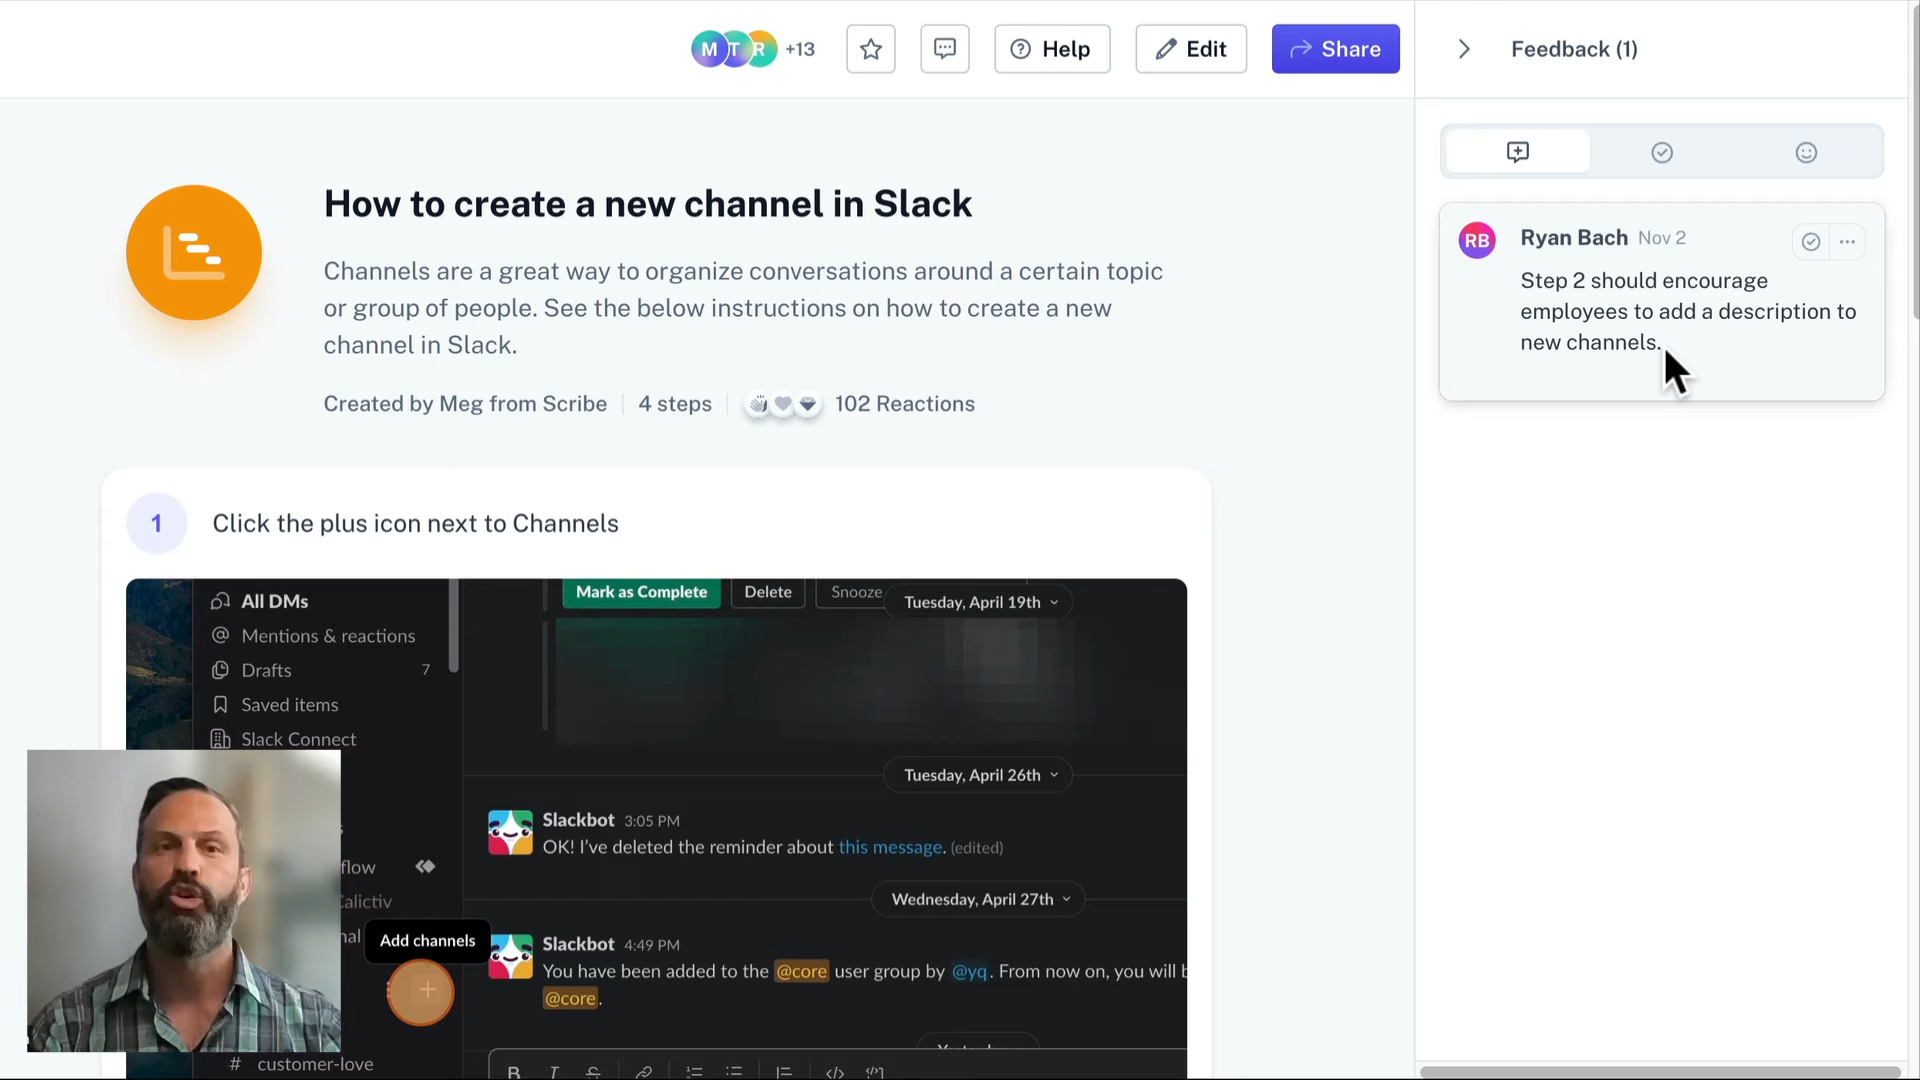 M T R +13
Help
Edit
Share
Feedback (1)
How to create a new channel in Slack
Channels are a great way to organize conversations around a certain topic
or group of people. See the below instructions on how to create a new
channel in Slack.
Created by Meg from Scribe
4 steps
102 Reactions
RB
Ryan Bach Nov 2
Step 2 should encourage
employees to add a description to
new channels.
1
Click the plus icon next to Channels
All DMs
Mentions & reactions
Drafts 7
Saved items
Slack Connect
flow
Calictiv
Add channels
# customer-love
Mark as Complete
Delete
Snooze
Tuesday, April 19th
Tuesday, April 26th
Slackbot 3:05 PM
OK! I've deleted the reminder about this message. (edited)
Wednesday, April 27th
Slackbot 4:49 PM
You have been added to the @core user group by @yq. From now on, you will
@core.